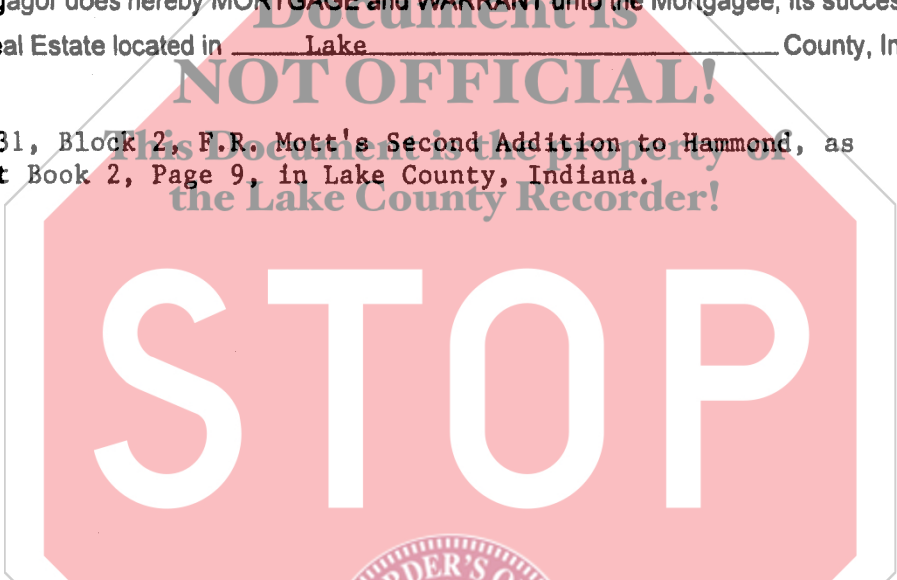 gagor does hereby MORTGAGE and WARRANT unto the Mortgagee, its succes
Document is
eal Estate located in Lake County, In
NOT OFFICIAL!
31, Block 2, F.R. Mott's Second Addition to Hammond, as
This Document is the property of
t Book 2, Page 9, in Lake County, Indiana.
the Lake County Recorder!
STOP
RDER'S O